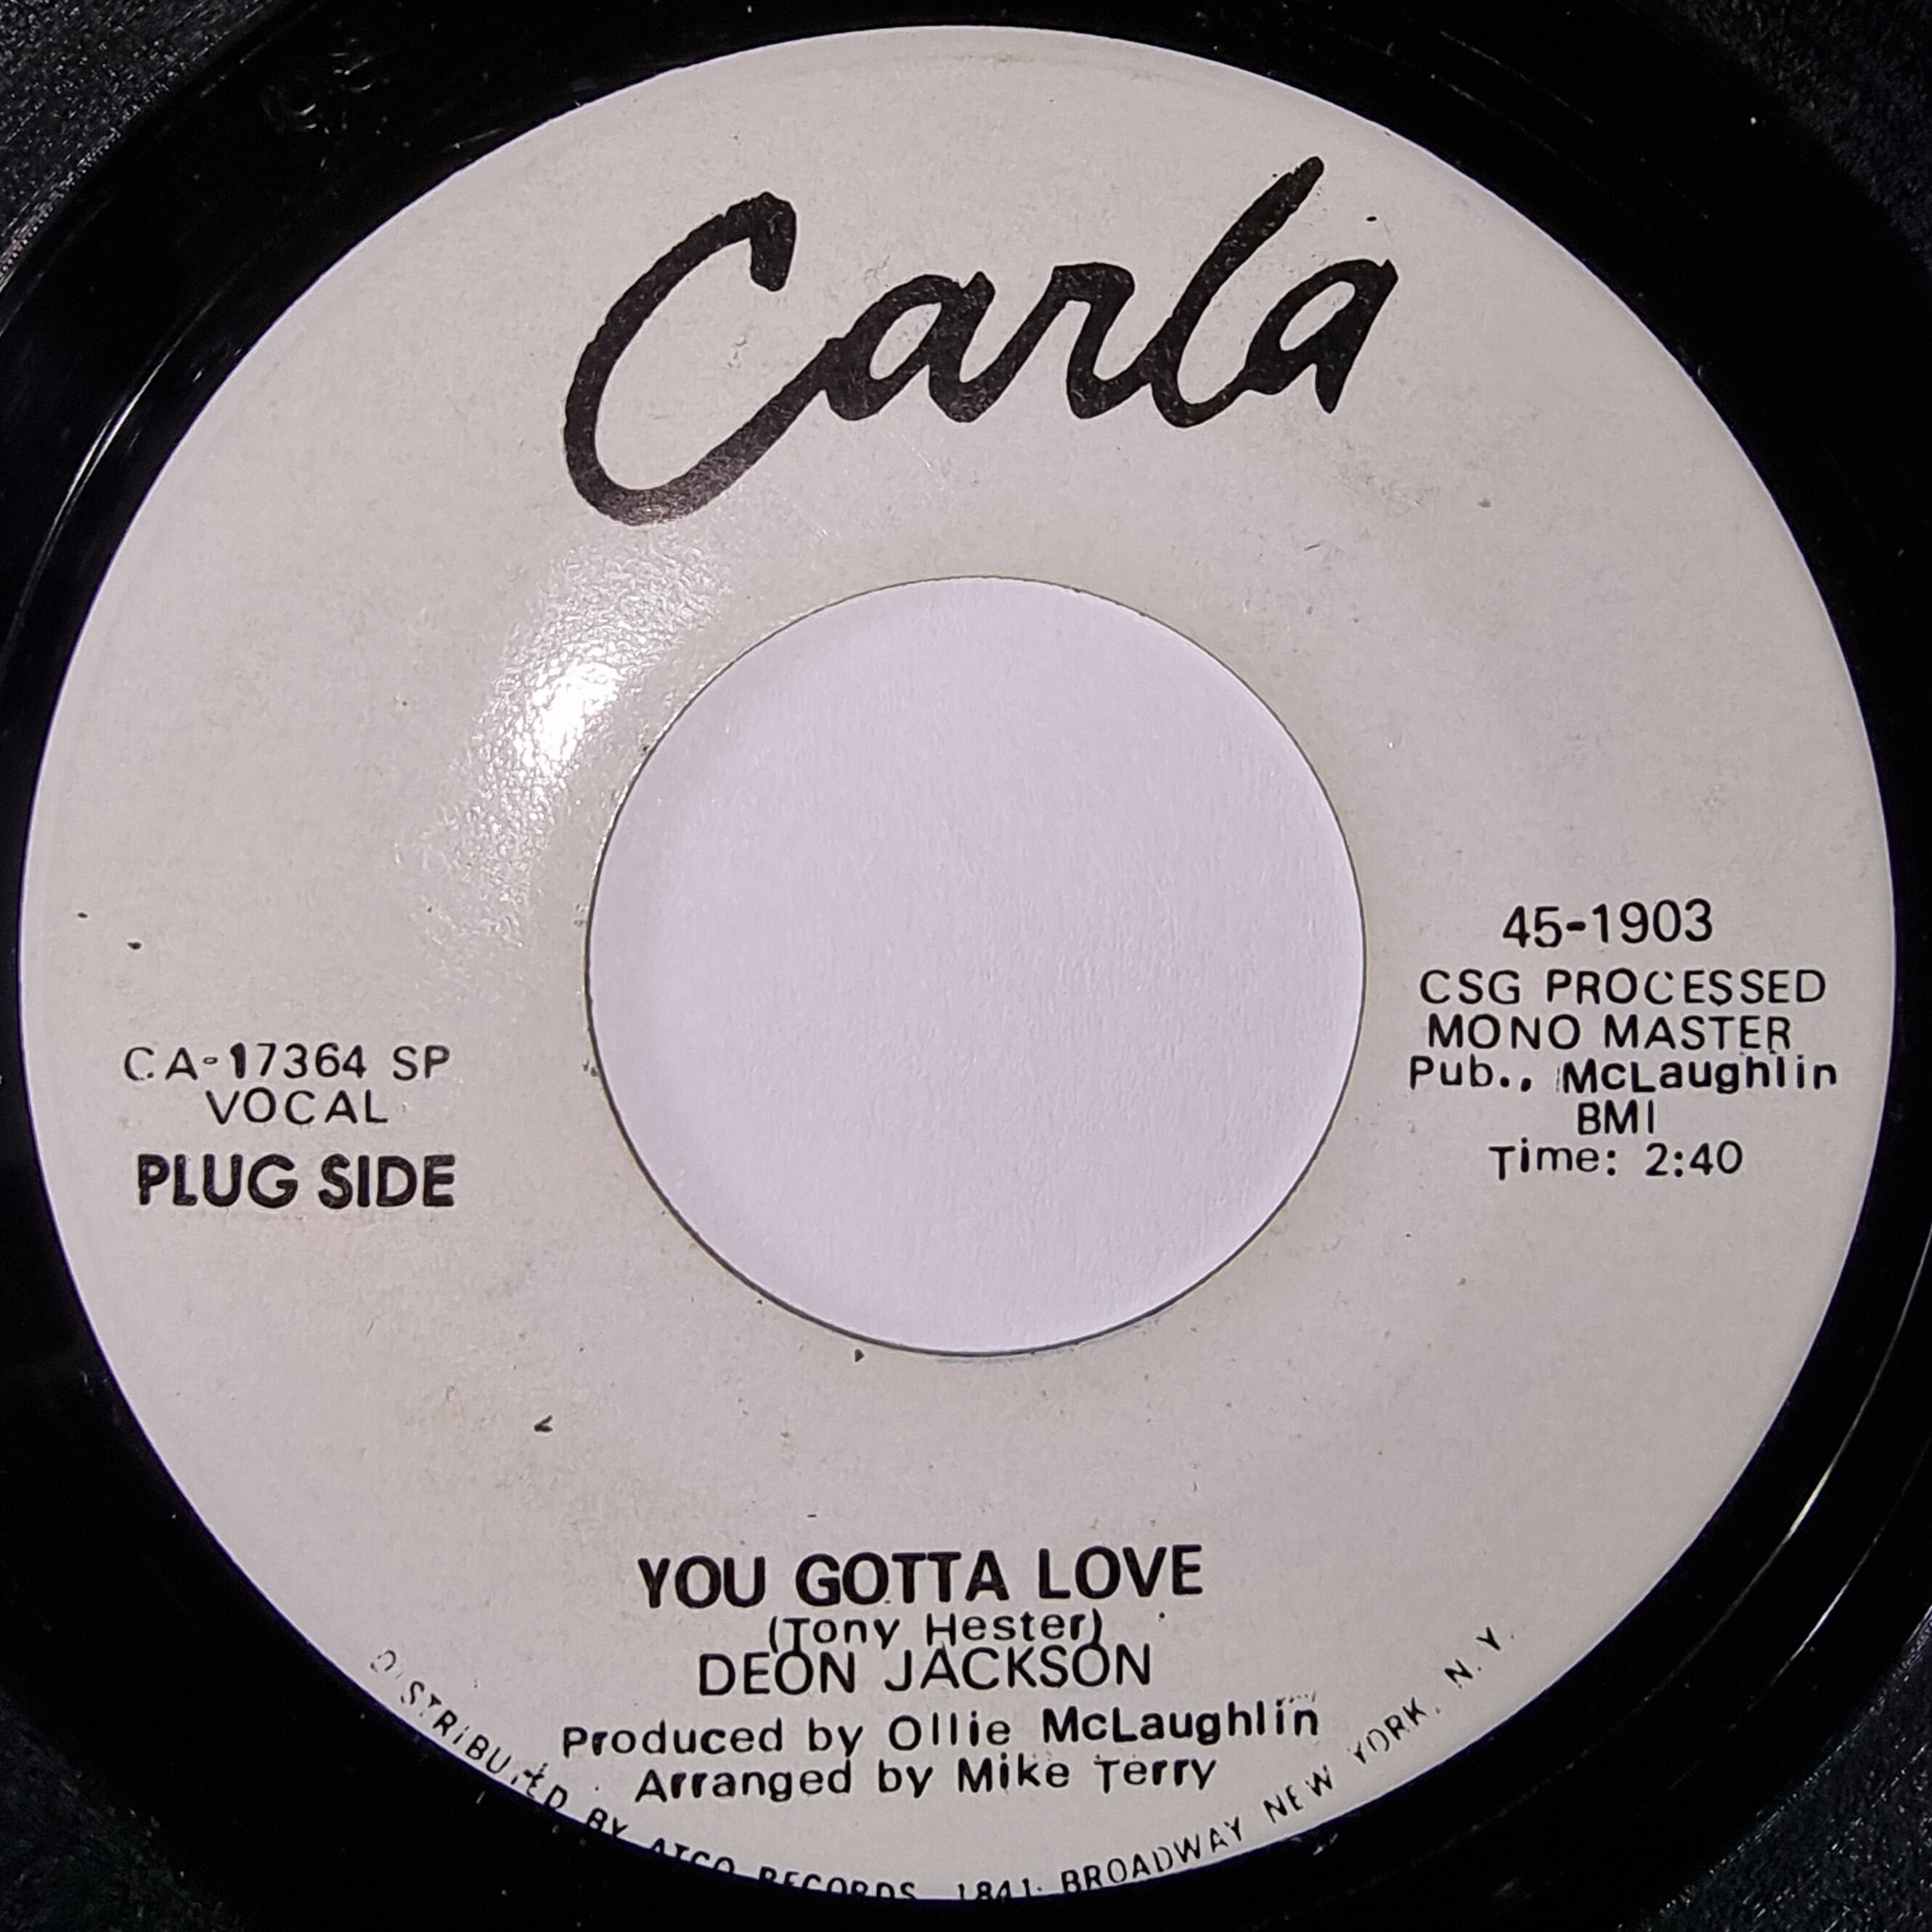 Carla
45-1903
CSG PROCESSED
MONO MASTER
Pub., McLaughlin
BMI
Time: 2:40
CA-17364 SP
VOCAL
PLUG SIDE
YOU GOTTA LOVE
(Tony Hester)
DEON JACKSON
Produced by Ollie McLaughlin
Arranged by Mike Terry
DISTRIBUTED BY ATCO RECORDS, 1841 BROADWAY NEW YORK, N.Y.